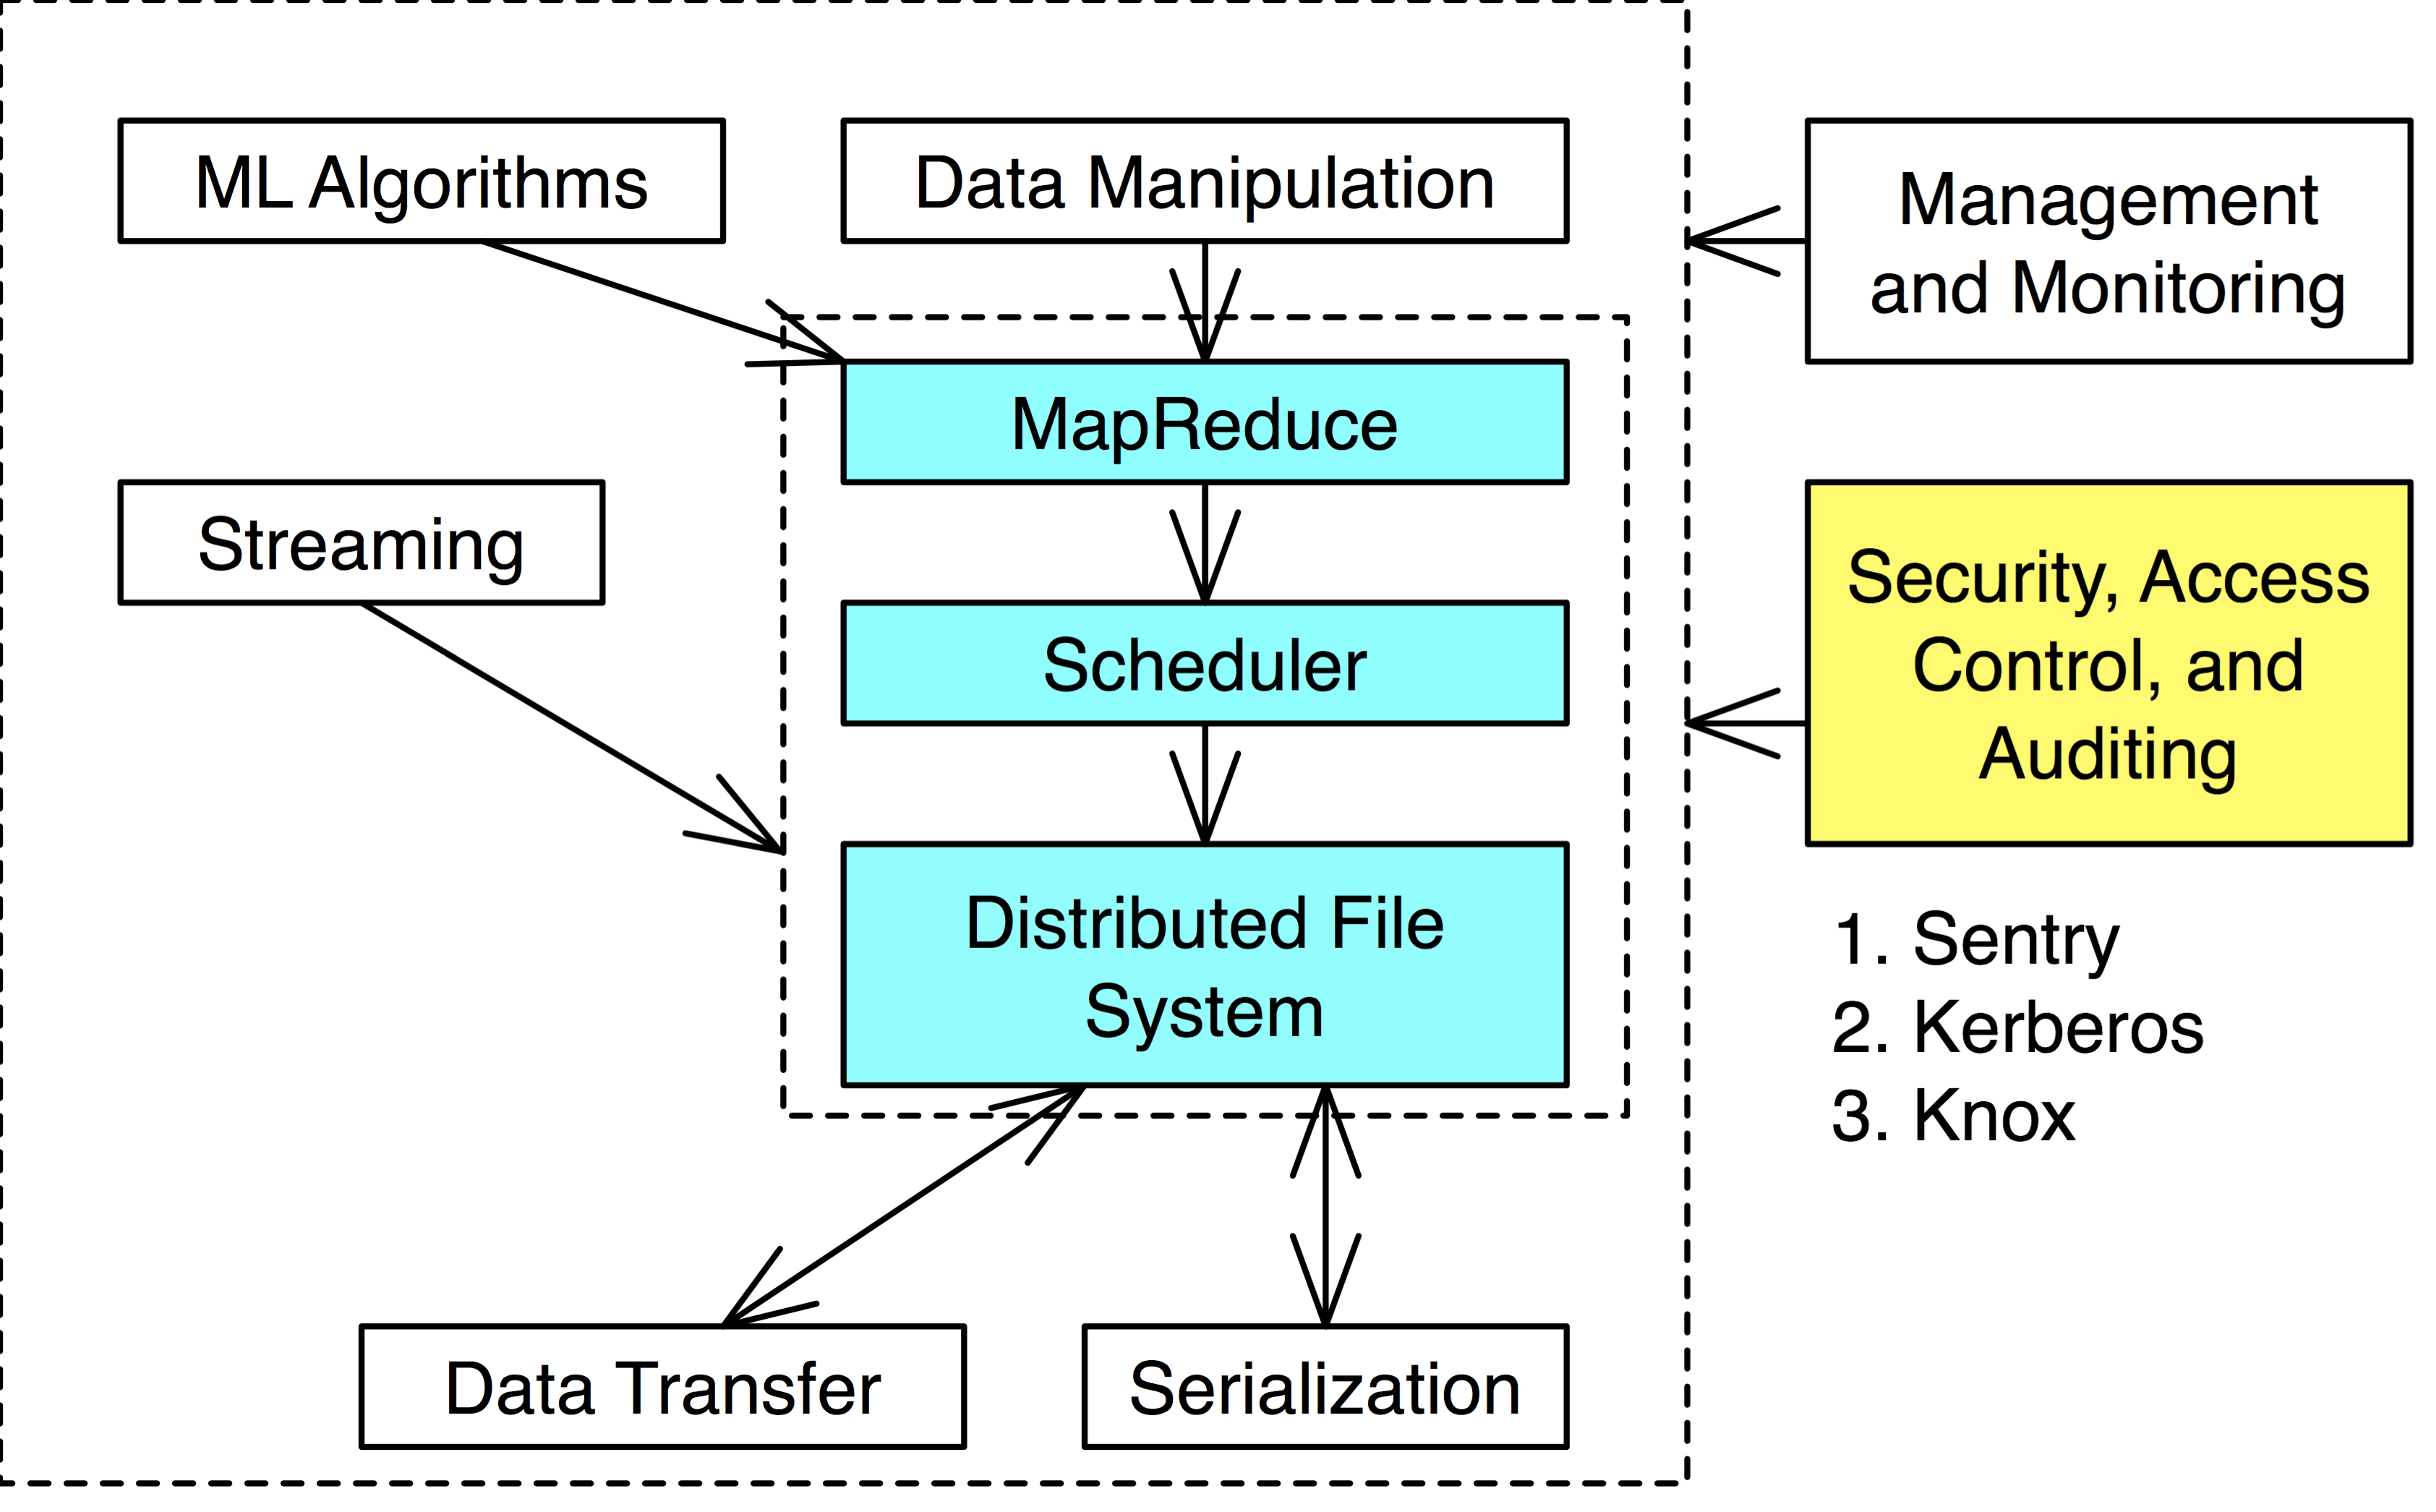 ML Algorithms
Data Manipulation
Management
and Monitoring
MapReduce
Streaming
Security, Access
Control, and
Auditing
Scheduler
Distributed File
System
1. Sentry
2. Kerberos
3. Knox
Data Transfer
Serialization